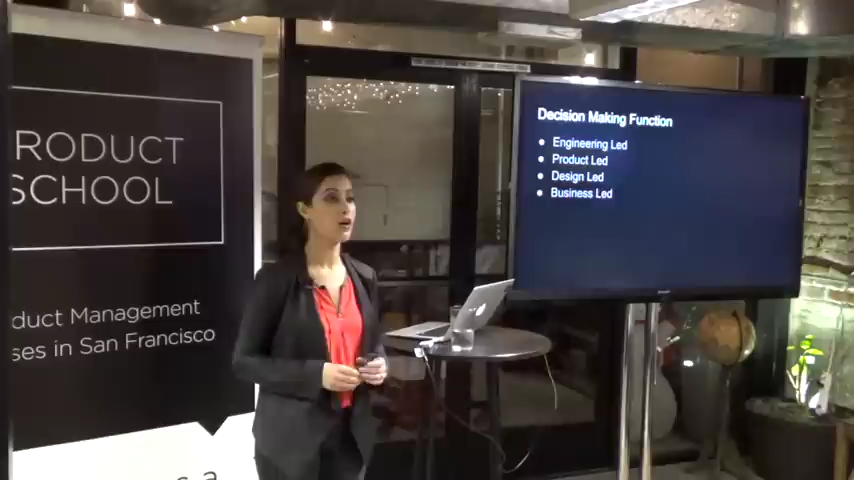 RODUCT
SCHOOL
duct Management
ses in San Francisco
s a
Decision Making Function
● Engineering Led
● Product Led
● Design Led
● Business Led